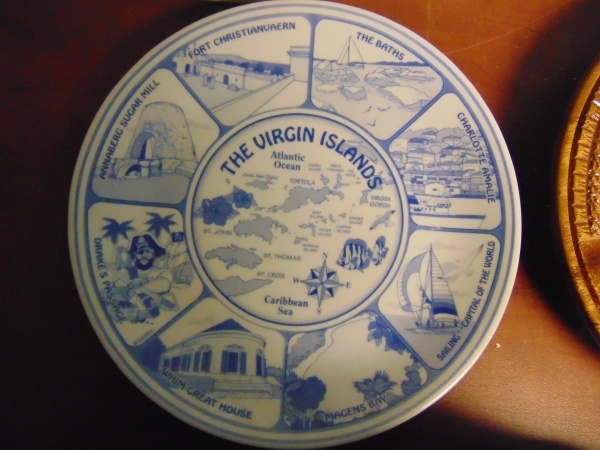 FORT CHRISTIANVAERN
THE BATHS
CHARLOTTE AMALIE
SAILING CAPITAL OF THE WORLD
MAGENS BAY
WHIM GREAT HOUSE
DRAKE'S PASSAGE
ANNABERG SUGAR MILL
THE VIRGIN ISLANDS
Atlantic
Ocean
TORTOLA
VIRGIN
GORDA
ST. JOHN
ST. THOMAS
ST. CROIX
N
W E
S
Caribbean
Sea